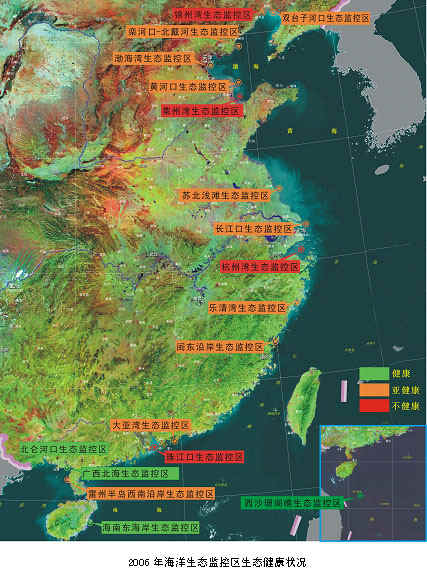 锦州湾生态监控区
双台子河口生态监控区
滦河口-北戴河生态监控区
渤海湾生态监控区
渤 海
黄河口生态监控区
莱州湾生态监控区
黄 海
苏北浅滩生态监控区
长江口生态监控区
杭州湾生态监控区
乐清湾生态监控区
闽东沿岸生态监控区
健康
亚健康
不健康
大亚湾生态监控区
北仑河口生态监控区
珠江口生态监控区
广西北海生态监控区
雷州半岛西南沿岸生态监控区
西沙珊瑚礁生态监控区
海南东海岸生态监控区
2006 年海洋生态监控区生态健康状况